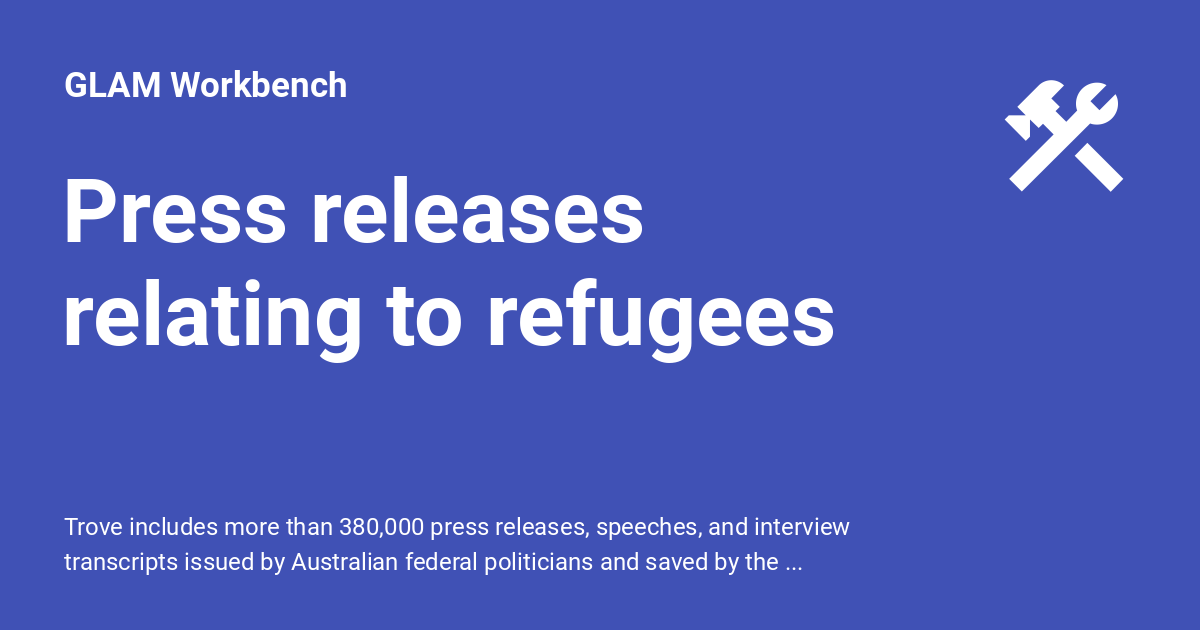 GLAM Workbench
Press releases
relating to refugees
Trove includes more than 380,000 press releases, speeches, and interview
transcripts issued by Australian federal politicians and saved by the ...